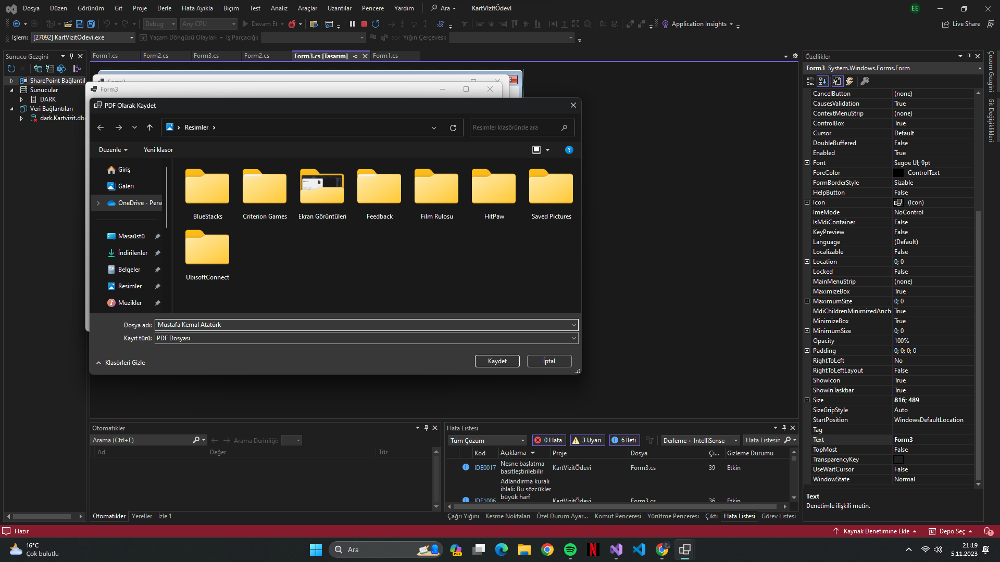 Dosya Düzen Görünüm Git Proje Derle Hata Ayıkla Biçim Test Analiz Araçlar Uzantılar Pencere Yardım Ara KartVizitÖdevi EE
Debug Any CPU Devam Et Application Insights Live Share
İşlem: [27092] KartVizitÖdevi.exe Yaşam Döngüsü Olayları İş Parçacığı: Yığın Çerçevesi:
Sunucu Gezgini
SharePoint Bağlantıl
Sunucular
DARK
Veri Bağlantıları
dark.Kartvizit.db
Form1.cs Form2.cs Form3.cs Form2.cs Form3.cs [Tasarım] Form1.cs
Form3
PDF Olarak Kaydet
Resimler
Resimler klasöründe ara
Düzenle Yeni klasör
Giriş
Galeri
OneDrive - Pers
Masaüstü
İndirilenler
Belgeler
Resimler
Müzikler
BlueStacks Criterion Games Ekran Görüntüleri Feedback Film Rulosu HitPaw Saved Pictures
UbisoftConnect
Dosya adı: Mustafa Kemal Atatürk
Kayıt türü: PDF Dosyası
Klasörleri Gizle Kaydet İptal
Özellikler
Form3 System.Windows.Forms.Form
CancelButton (none)
CausesValidation True
ContextMenuStrip (none)
ControlBox True
Cursor Default
DoubleBuffered False
Enabled True
Font Segoe UI; 9pt
ForeColor ControlText
FormBorderStyle Sizable
HelpButton False
Icon (Icon)
ImeMode NoControl
IsMdiContainer False
KeyPreview False
Language (Default)
Localizable False
Location 0; 0
Locked False
MainMenuStrip (none)
MaximizeBox True
MaximumSize 0; 0
MdiChildrenMinimizedAnch True
MinimizeBox True
MinimumSize 0; 0
Opacity 100%
Padding 0; 0; 0; 0
RightToLeft No
RightToLeftLayout False
ShowIcon True
ShowInTaskbar True
Size 816; 489
SizeGripStyle Auto
StartPosition WindowsDefaultLocation
Tag
Text Form3
TopMost False
TransparencyKey
UseWaitCursor False
WindowState Normal
Text
Denetimle ilişkili metin.
Çözüm Gezgini
Git Değişiklikleri
Otomatikler
Arama (Ctrl+E) Arama Derinliği:
Ad Değer Tür
Otomatikler Yereller İzle 1
Hata Listesi
Tüm Çözüm 0 Hata 3 Uyarı 6 İleti Derleme + IntelliSense Hata Listesin
Kod Açıklama Proje Dosya Çi... Gizleme Durumu
IDE0017 Nesne başlatma basitleştirilebilir KartVizitÖdevi Form3.cs 39 Etkin
IDE1006 Adlandırma kuralı ihlali: Bu sözcükler büyük harf KartVizitÖdevi Form3.cs 36 Etkin
Çağrı Yığını Kesme Noktaları Özel Durum Ayar... Komut Penceresi Yürütme Penceresi Çıktı Hata Listesi Görev Listesi
Hazır Kaynak Denetimine Ekle Depo Seç 1
16°C
Çok bulutlu
Ara
PRE
21:19
5.11.2023